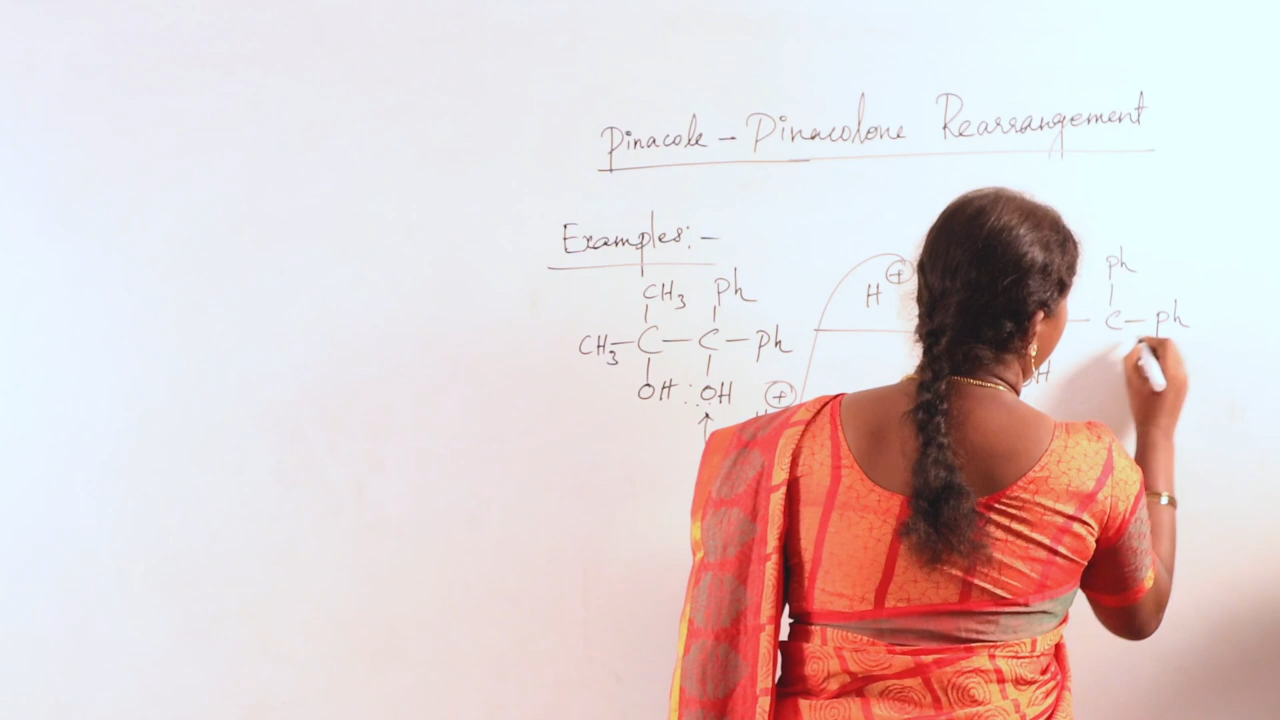 Pinacole - Pinacolone Rearrangement
Examples: -
CH3 Ph
CH3 - C - C - Ph
OH :OH
H ⊕
⊕
Ph
- C - Ph